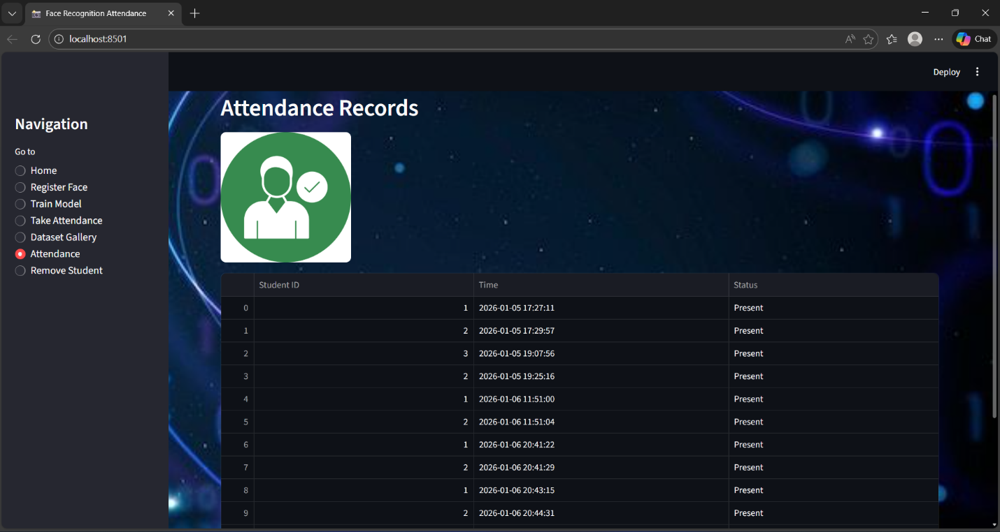 Face Recognition Attendance
localhost:8501
Chat
Deploy
Navigation
Go to
Home
Register Face
Train Model
Take Attendance
Dataset Gallery
Attendance
Remove Student
Attendance Records
Student ID Time Status
0 1 2026-01-05 17:27:11 Present
1 2 2026-01-05 17:29:57 Present
2 3 2026-01-05 19:07:56 Present
3 2 2026-01-05 19:25:16 Present
4 1 2026-01-06 11:51:00 Present
5 2 2026-01-06 11:51:04 Present
6 1 2026-01-06 20:41:22 Present
7 2 2026-01-06 20:41:29 Present
8 1 2026-01-06 20:43:15 Present
9 2 2026-01-06 20:44:31 Present